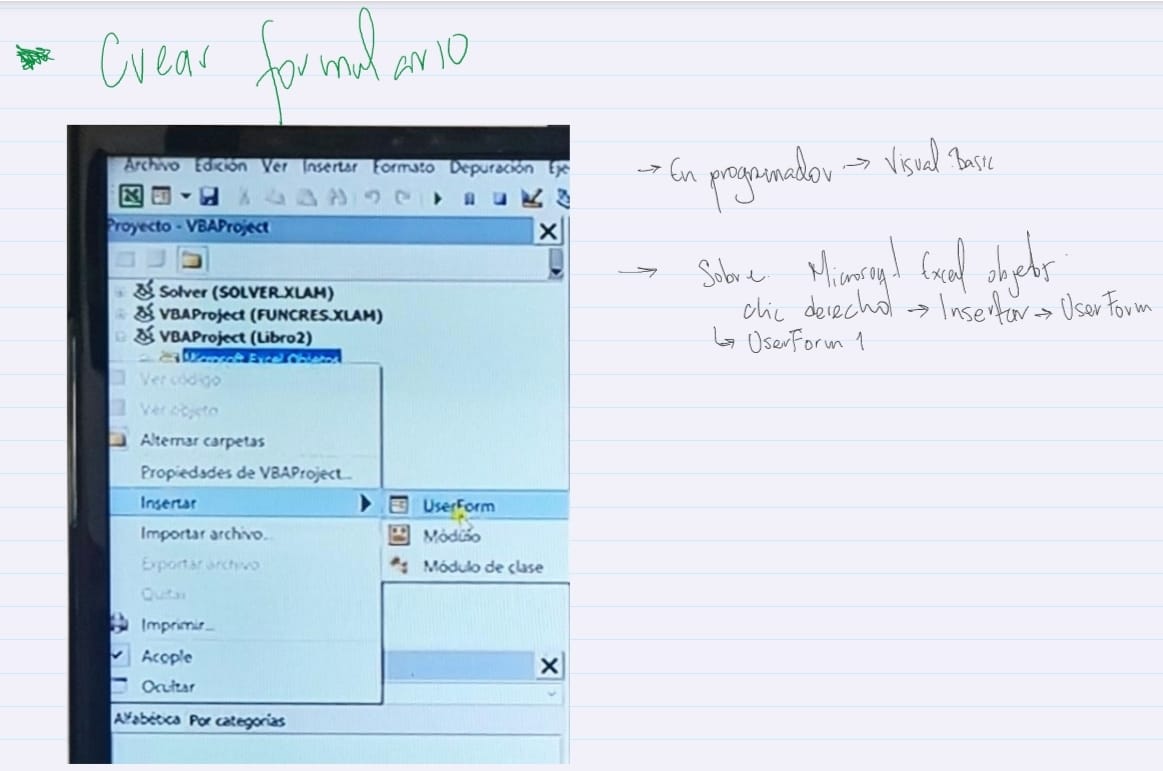 Crear formulario
Archivo Edición Ver Insertar Formato Depuración Eje
Proyecto - VBAProject
Solver (SOLVER.XLAM)
VBAProject (FUNCRES.XLAM)
VBAProject (Libro2)
Microsoft Excel Objetos
Ver código
Ver objeto
Alternar carpetas
Propiedades de VBAProject...
Insertar
UserForm
Importar archivo...
Módulo
Exportar archivo
Módulo de clase
Quitar
Imprimir...
Acople
Ocultar
Alfabética Por categorías
→ En programador → Visual Basic
→ Sobre Microsoft Excel objetos
clic derecho → Insertar → UserForm
↳ UserForm 1